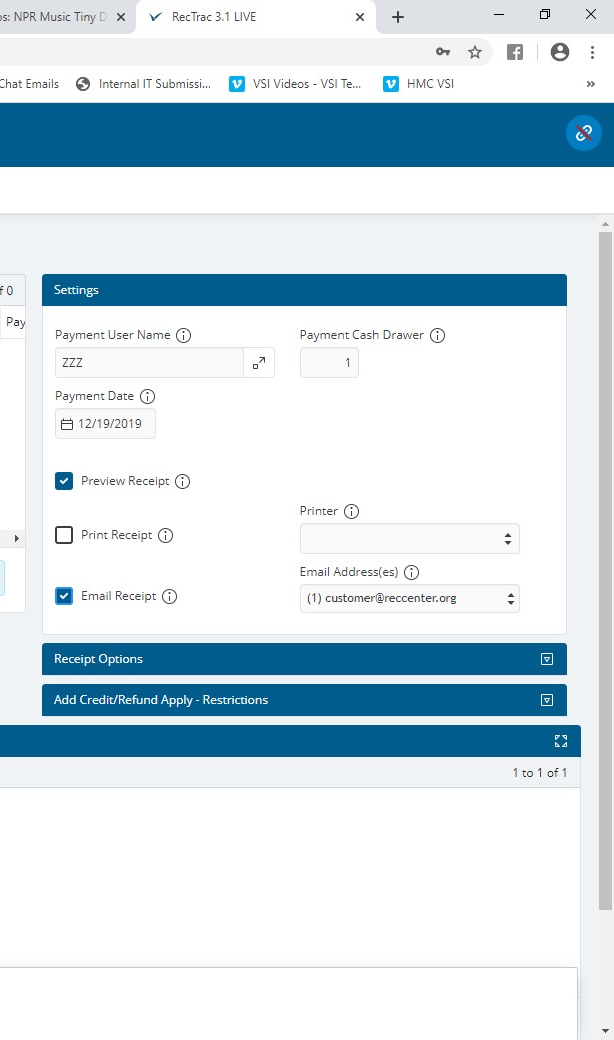 os: NPR Music Tiny D
RecTrac 3.1 LIVE
Chat Emails
Internal IT Submissi...
VSI Videos - VSI Te...
HMC VSI
f 0
Settings
Pay
Payment User Name
Payment Cash Drawer
ZZZ
1
Payment Date
12/19/2019
Preview Receipt
Printer
Print Receipt
Email Address(es)
Email Receipt
(1) customer@reccenter.org
Receipt Options
Add Credit/Refund Apply - Restrictions
1 to 1 of 1